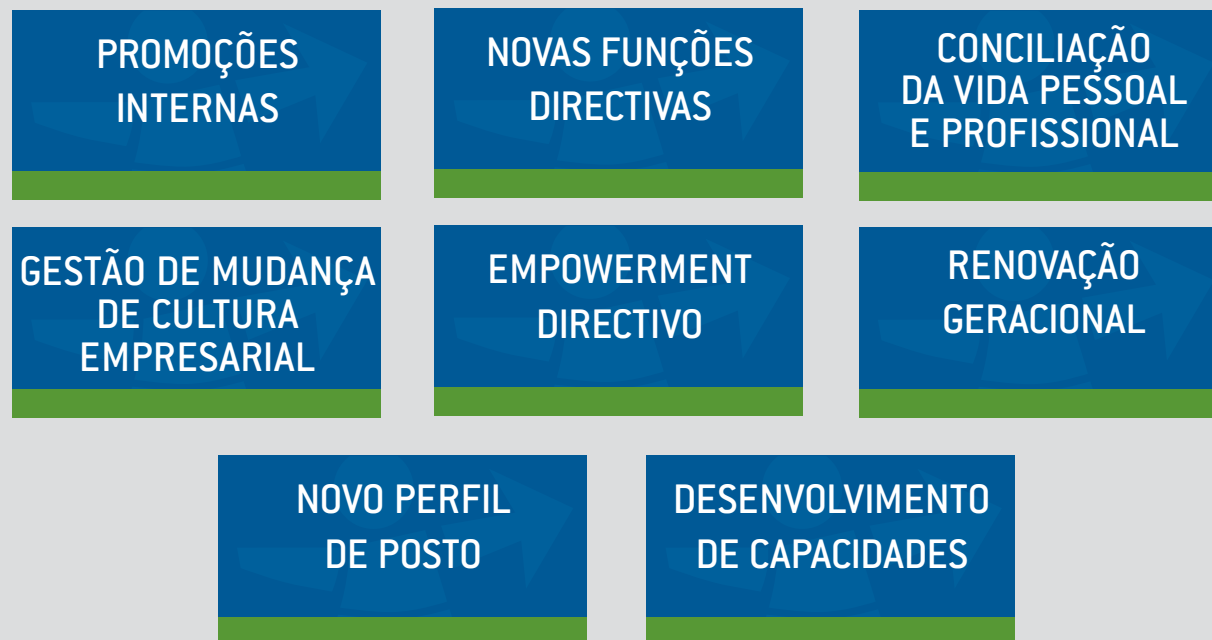 PROMOÇÕES
INTERNAS
NOVAS FUNÇÕES
DIRECTIVAS
CONCILIAÇÃO
DA VIDA PESSOAL
E PROFISSIONAL
GESTÃO DE MUDANÇA
DE CULTURA
EMPRESARIAL
EMPOWERMENT
DIRECTIVO
RENOVAÇÃO
GERACIONAL
NOVO PERFIL
DE POSTO
DESENVOLVIMENTO
DE CAPACIDADES